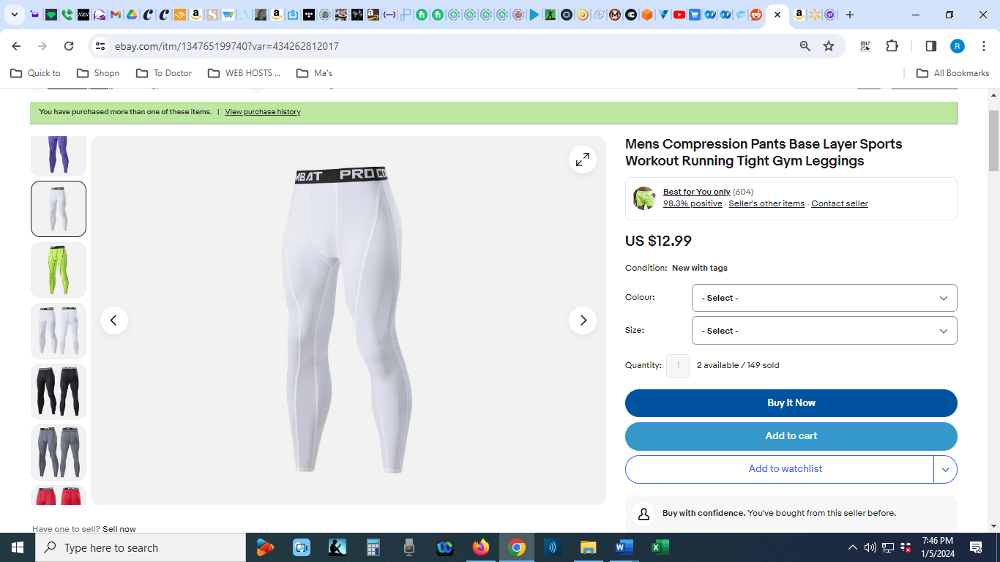 ebay.com/itm/134765199740?var=434262812017
R
Quick to
Shopn
To Doctor
WEB HOSTS ...
Ma's
All Bookmarks
You have purchased more than one of these items. | View purchase history
MBAT PRO CO
Mens Compression Pants Base Layer Sports
Workout Running Tight Gym Leggings
Best for You only (604)
98.3% positive · Seller's other items · Contact seller
US $12.99
Condition: New with tags
Colour: - Select -
Size: - Select -
Quantity: 1 2 available / 149 sold
Buy It Now
Add to cart
Add to watchlist
Buy with confidence. You've bought from this seller before.
Have one to sell? Sell now
Type here to search
7:46 PM
1/5/2024